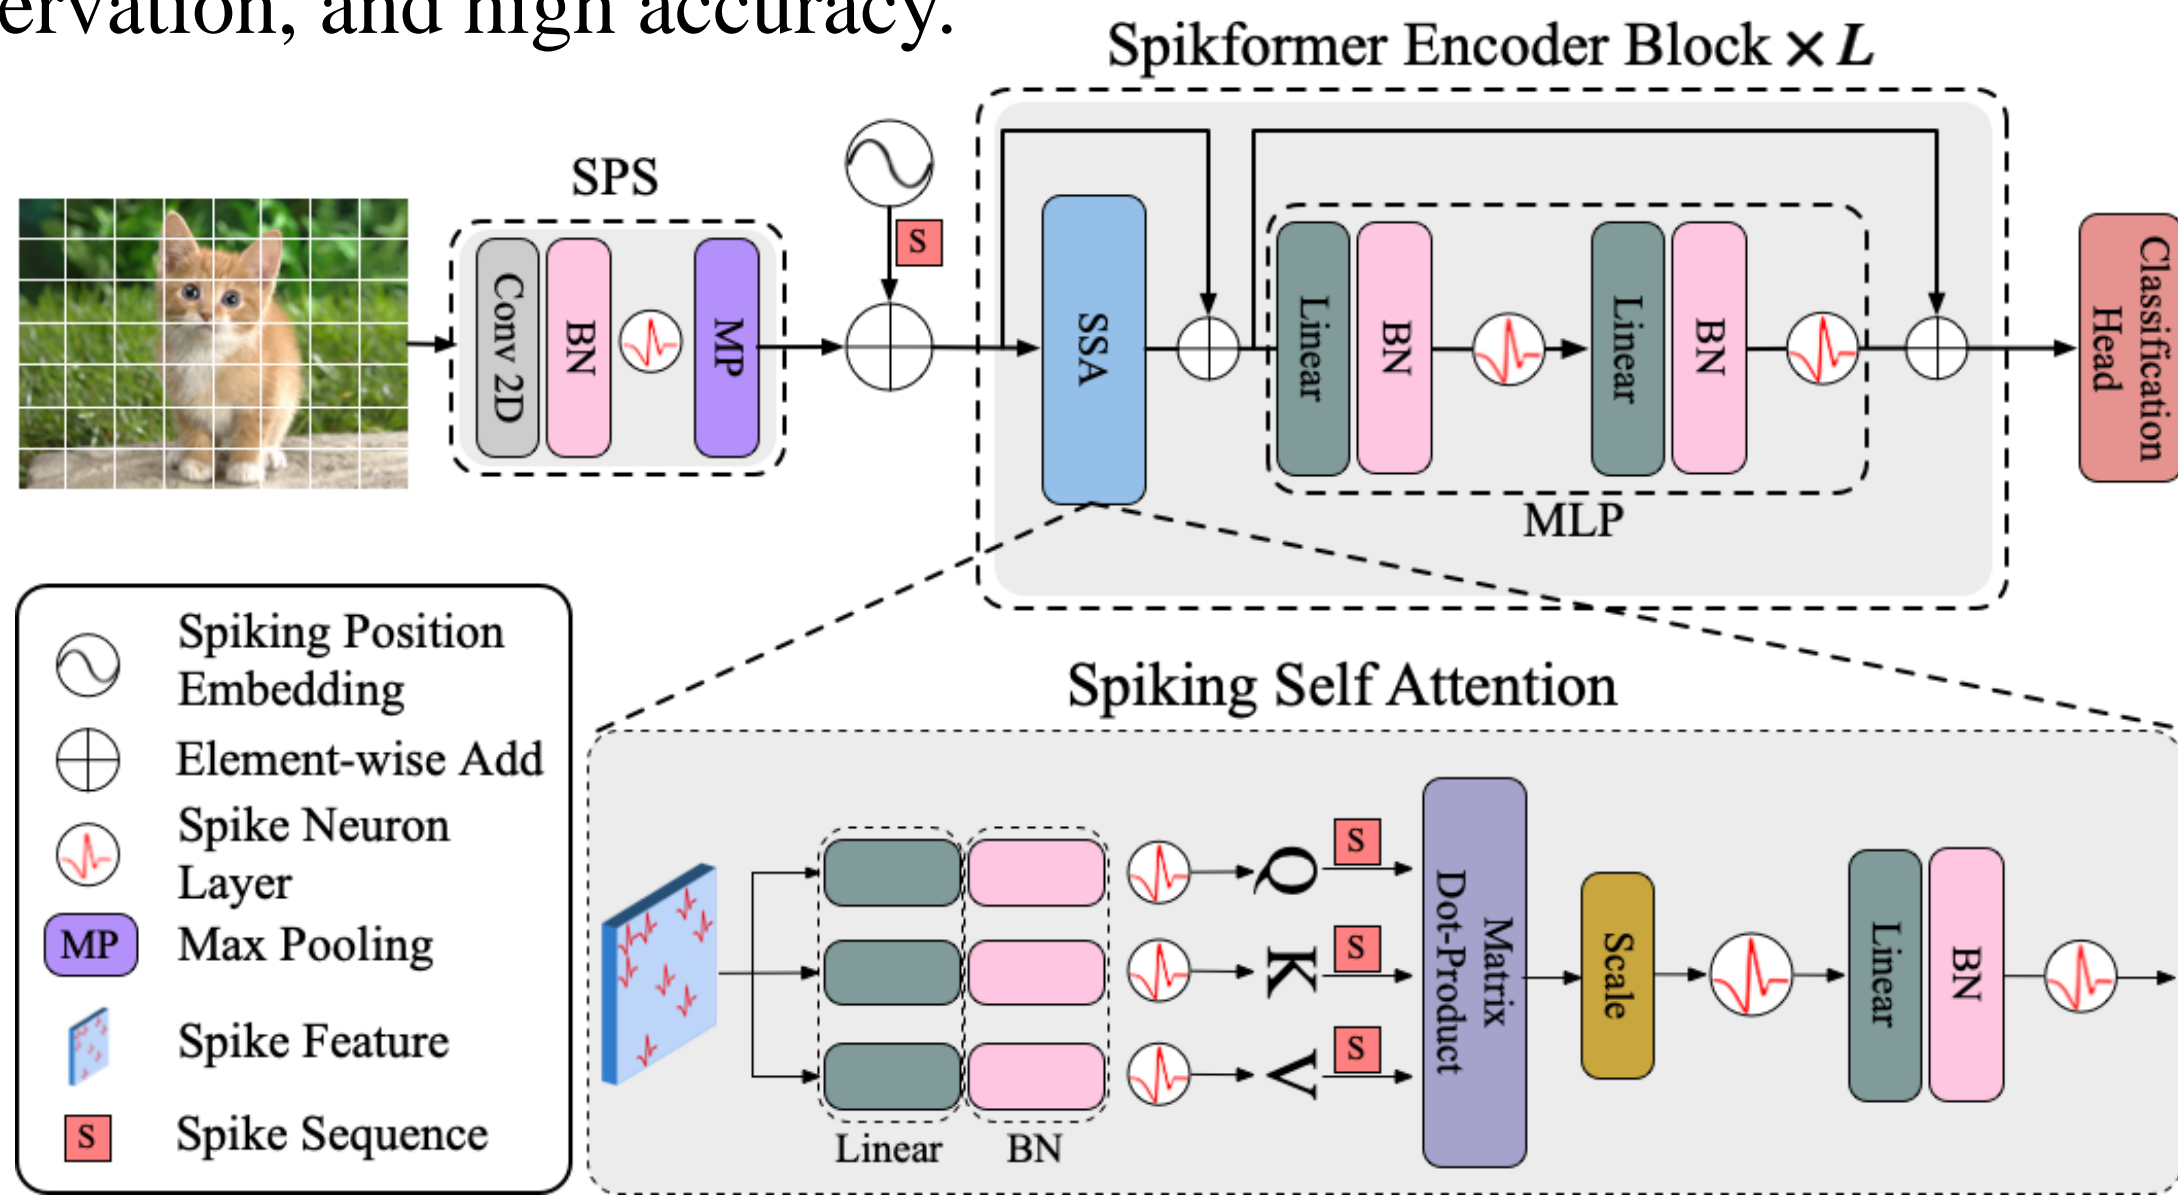 ervation, and high accuracy.
Spikformer Encoder Block × L
SPS
S
Conv 2D
BN
MP
SSA
Linear
BN
Linear
BN
MLP
Classification
Head
Spiking Position
Embedding
Element-wise Add
Spike Neuron
Layer
MP
Max Pooling
Spike Feature
S
Spike Sequence
Spiking Self Attention
Linear
BN
Q
K
V
S
S
S
Matrix
Dot-Product
Scale
Linear
BN